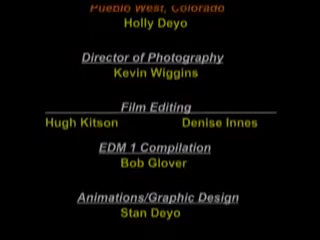 Pueblo West, Colorado
Holly Deyo
Director of Photography
Kevin Wiggins
Film Editing
Hugh Kitson Denise Innes
EDM 1 Compilation
Bob Glover
Animations/Graphic Design
Stan Deyo